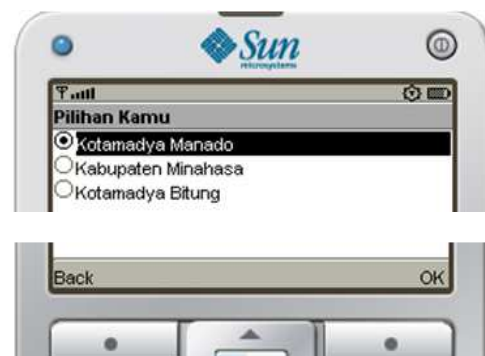 Sun
microsystems
Pilihan Kamu
Kotamadya Manado
Kabupaten Minahasa
Kotamadya Bitung
Back OK